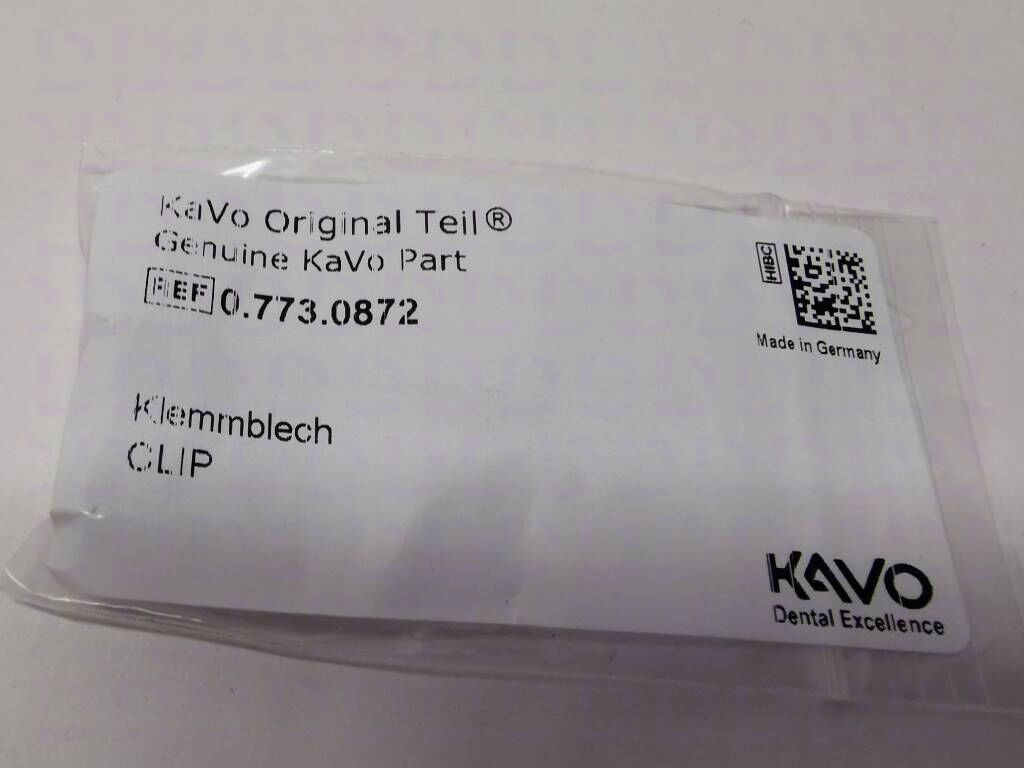 KaVo Original Teil®
Genuine KaVo Part
REF 0.773.0872
HIBC
Made in Germany
Klemmblech
CLIP
KAVO
Dental Excellence